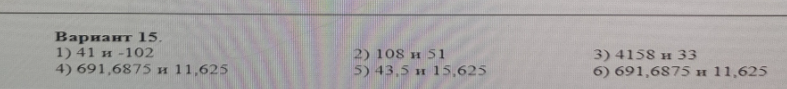 Вариант 15.
1) 41 и -102 2) 108 и 51 3) 4158 и 33
4) 691,6875 и 11,625 5) 43,5 и 15,625 6) 691,6875 и 11,625